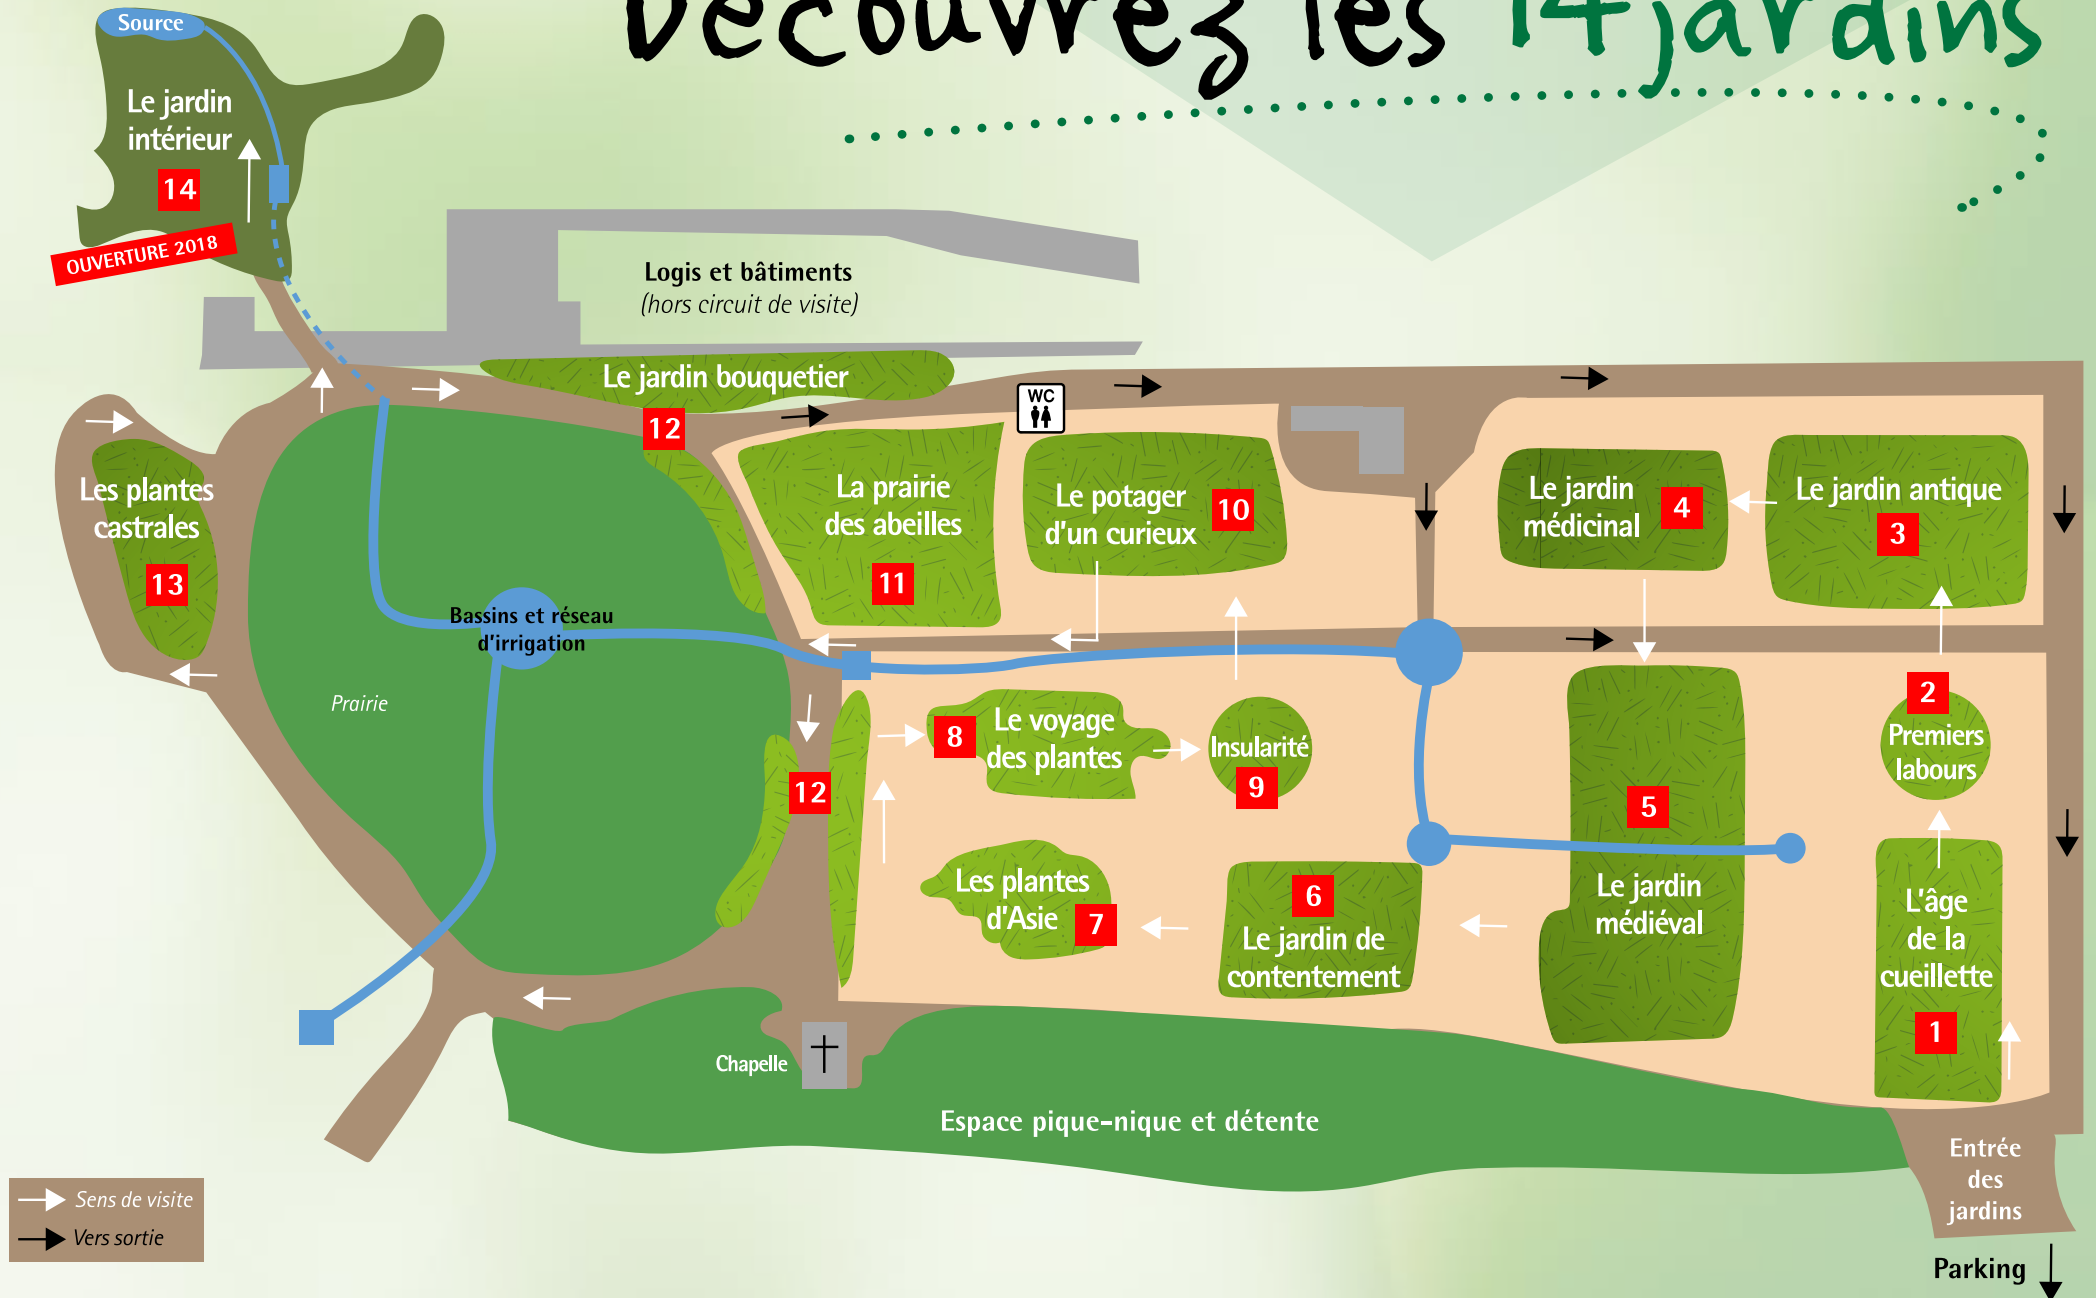 Découvrez les 14 jardins
Source
Le jardin
intérieur
14
OUVERTURE 2018
Logis et bâtiments
(hors circuit de visite)
Le jardin bouquetier
12
WC
Les plantes
castrales
13
La prairie
des abeilles
11
Le potager
d'un curieux
10
Le jardin
médicinal
4
Le jardin antique
3
Bassins et réseau
d'irrigation
Prairie
12
8
Le voyage
des plantes
Insularité
9
2
Premiers
labours
5
Le jardin
médiéval
Les plantes
d'Asie
7
6
Le jardin de
contentement
L'âge
de la
cueillette
1
Chapelle
Espace pique-nique et détente
Entrée
des
jardins
Sens de visite
Vers sortie
Parking